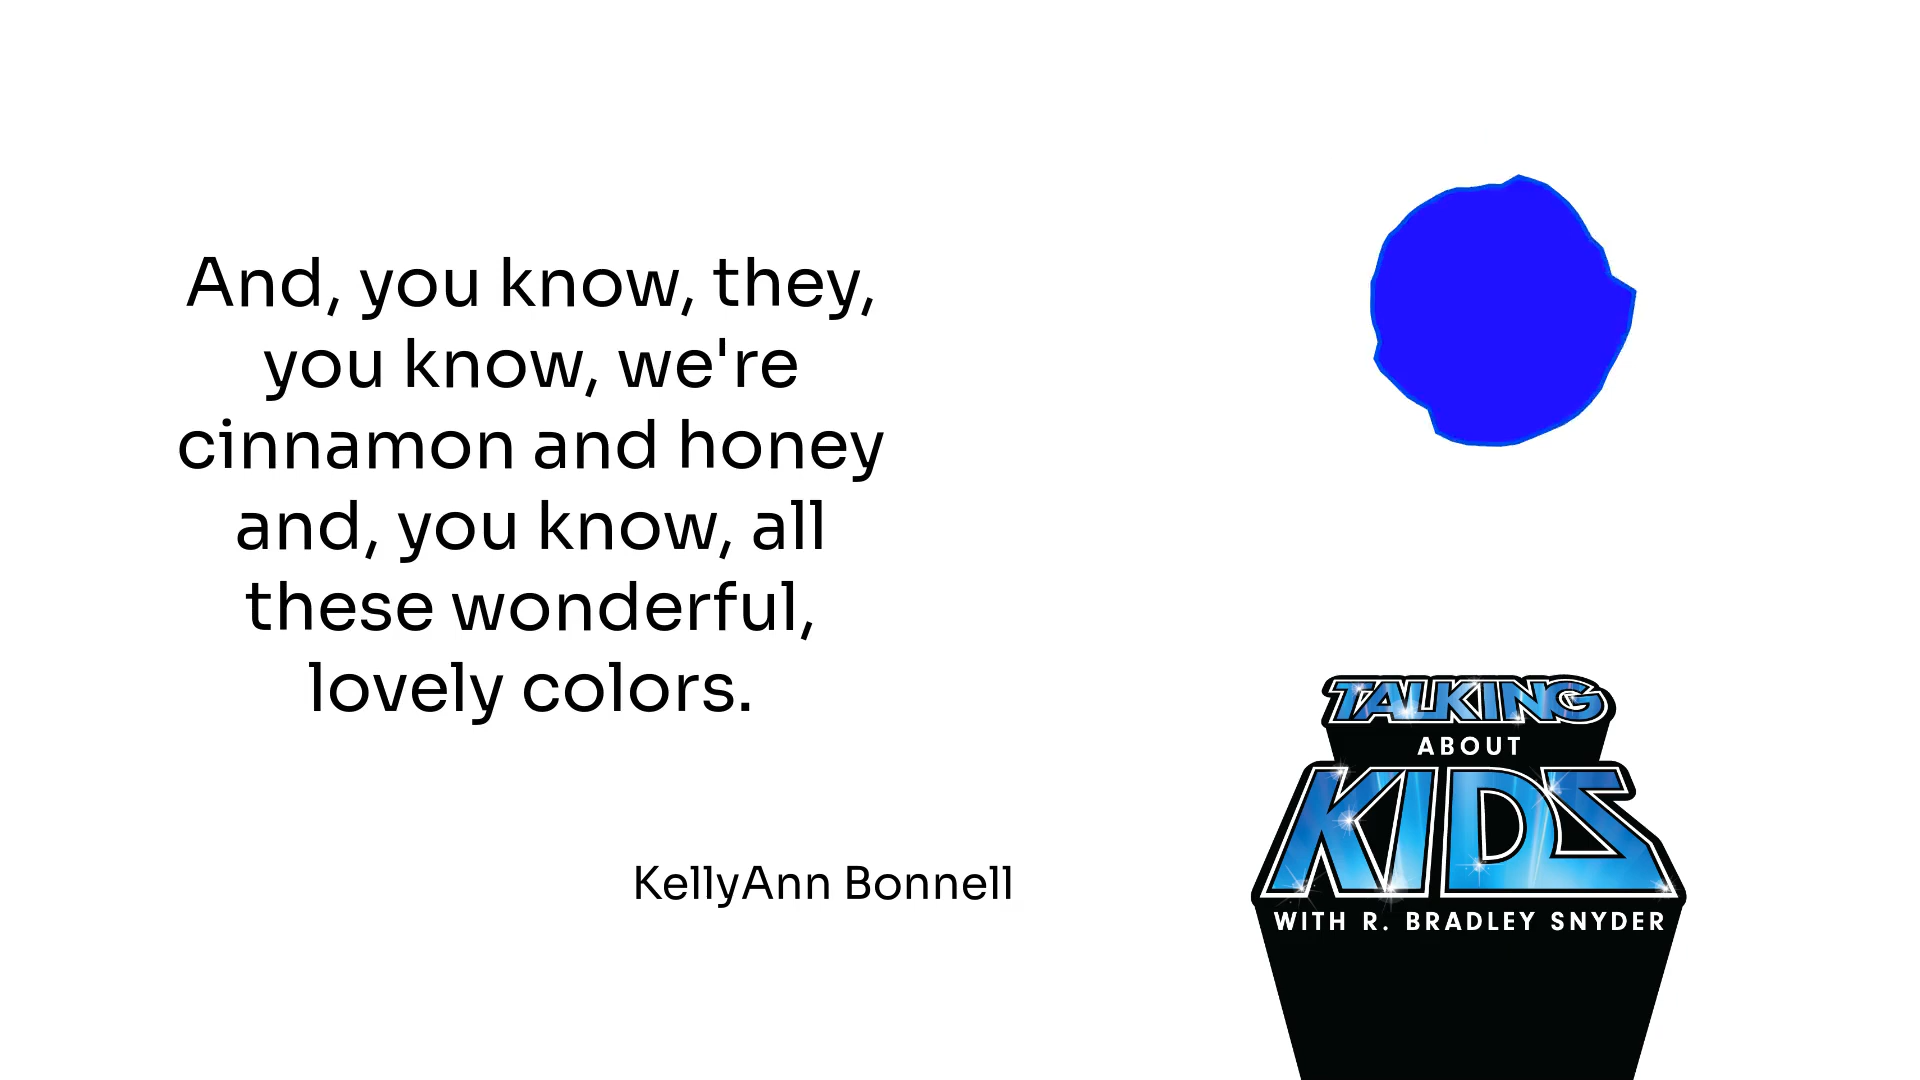 And, you know, they,
you know, we're
cinnamon and honey
and, you know, all
these wonderful,
lovely colors.
KellyAnn Bonnell
TALKING
ABOUT
KIDS
WITH R. BRADLEY SNYDER